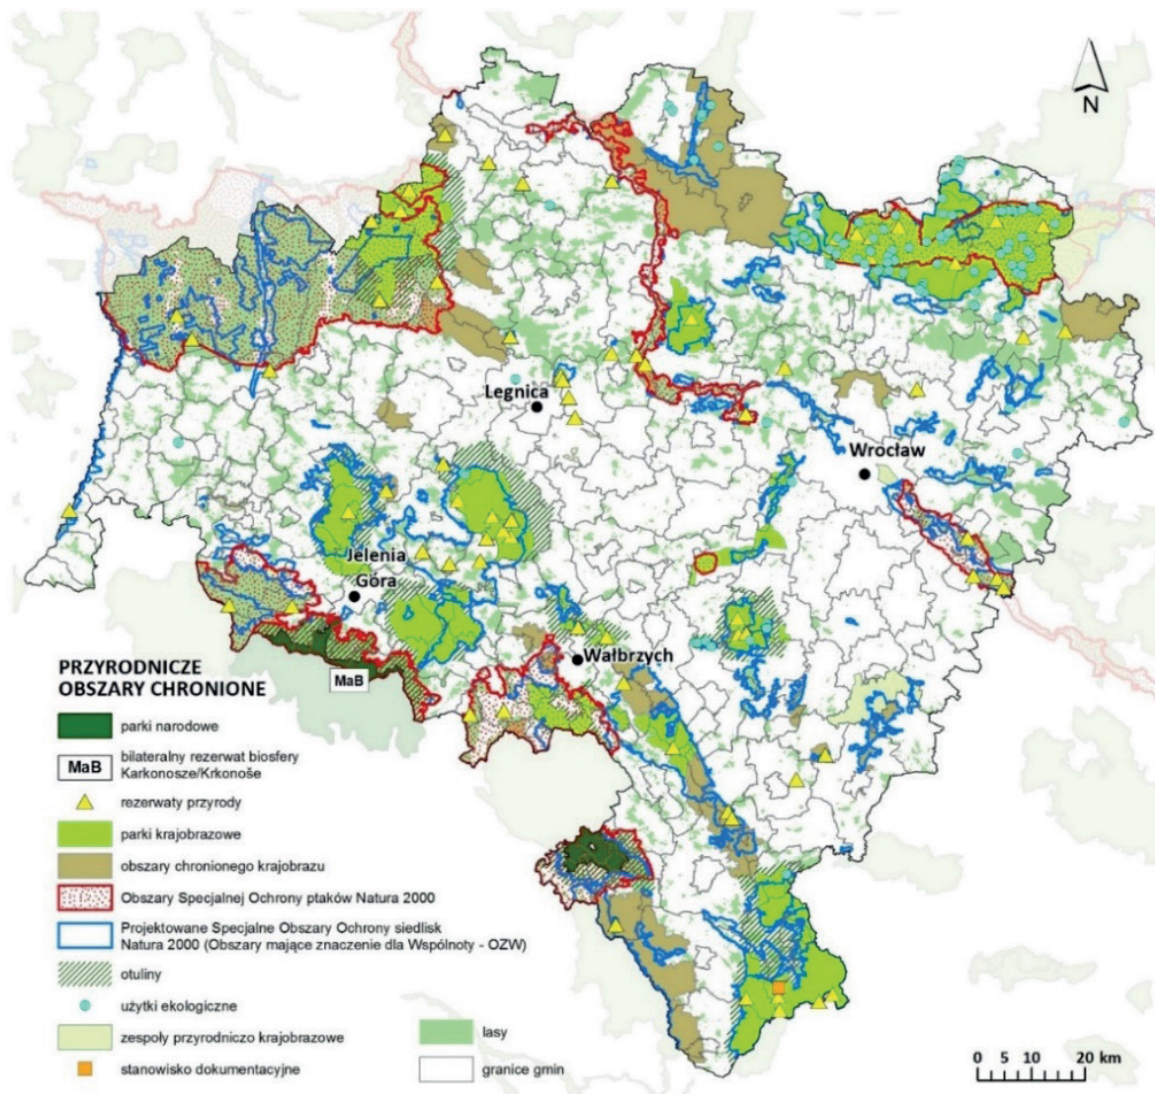 N
Legnica
Wrocław
Jelenia
Góra
Wałbrzych
MaB
PRZYRODNICZE
OBSZARY CHRONIONE
parki narodowe
MaB
bilateralny rezerwat biosfery
Karkonosze/Krkonoše
rezerwaty przyrody
parki krajobrazowe
obszary chronionego krajobrazu
Obszary Specjalnej Ochrony ptaków Natura 2000
Projektowane Specjalne Obszary Ochrony siedlisk
Natura 2000 (Obszary mające znaczenie dla Wspólnoty - OZW)
otuliny
użytki ekologiczne
zespoły przyrodniczo krajobrazowe
stanowisko dokumentacyjne
lasy
granice gmin
0 5 10 20 km